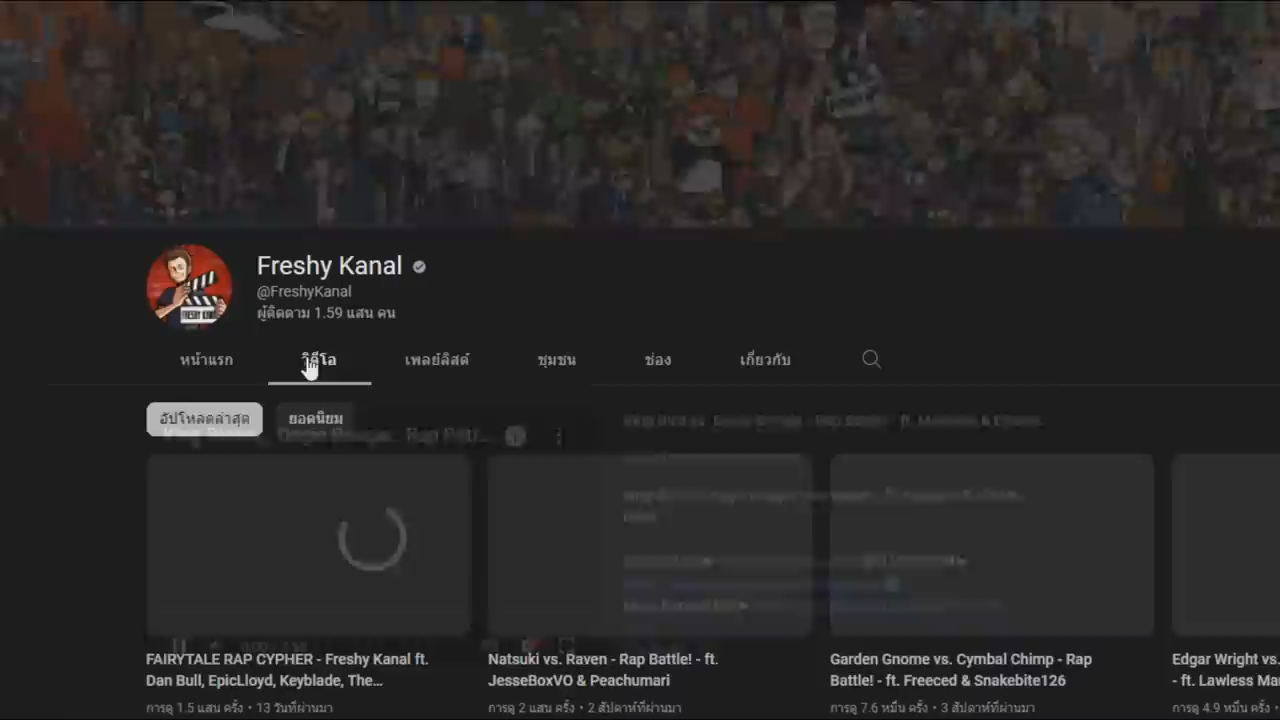 Freshy Kanal
@FreshyKanal
ผู้ติดตาม 1.59 แสน คน
หน้าแรก วิดีโอ เพลย์ลิสต์ ชุมชน ช่อง เกี่ยวกับ
อัปโหลดล่าสุด ยอดนิยม
FAIRYTALE RAP CYPHER - Freshy Kanal ft.
Dan Bull, EpicLloyd, Keyblade, The...
การดู 1.5 แสน ครั้ง • 13 วันที่ผ่านมา
Natsuki vs. Raven - Rap Battle! - ft.
JesseBoxVO & Peachumari
การดู 2 แสน ครั้ง • 2 สัปดาห์ที่ผ่านมา
Garden Gnome vs. Cymbal Chimp - Rap
Battle! - ft. Freeced & Snakebite126
การดู 7.6 หมื่น ครั้ง • 3 สัปดาห์ที่ผ่านมา
Edgar Wright vs.
- ft. Lawless Ma
การดู 4.9 หมื่น ครั้ง •